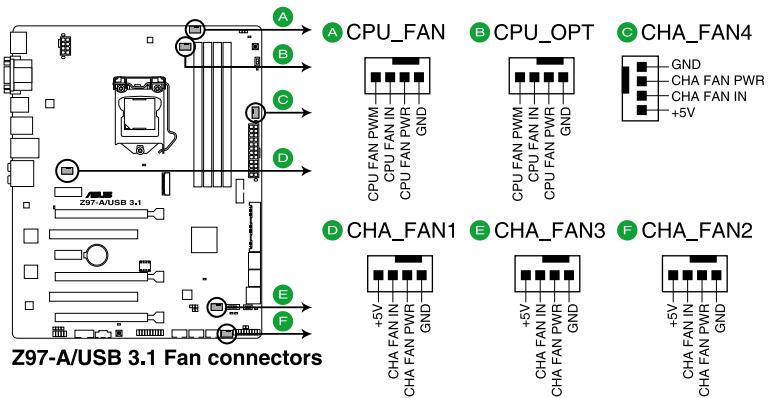 A
B
C
D
E
F
ASUS
Z97-A/USB 3.1
Z97-A/USB 3.1 Fan connectors
A CPU_FAN
CPU FAN PWM
CPU FAN IN
CPU FAN PWR
GND
B CPU_OPT
CPU FAN PWM
CPU FAN IN
CPU FAN PWR
GND
C CHA_FAN4
GND
CHA FAN PWR
CHA FAN IN
+5V
D CHA_FAN1
+5V
CHA FAN IN
CHA FAN PWR
GND
E CHA_FAN3
+5V
CHA FAN IN
CHA FAN PWR
GND
F CHA_FAN2
+5V
CHA FAN IN
CHA FAN PWR
GND